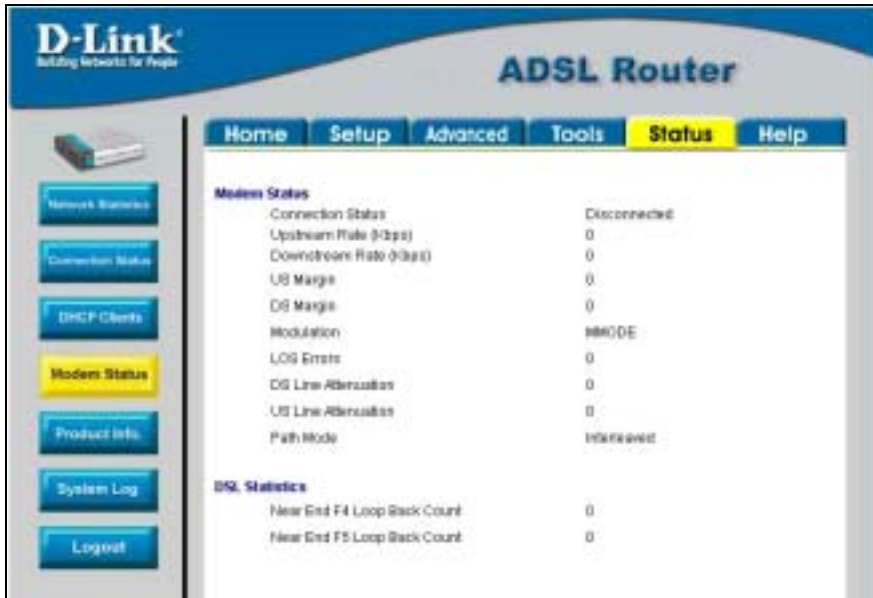 D-Link
Building Networks for People
ADSL Router
Home Setup Advanced Tools Status Help
Network Statistics
Connection Status
DHCP Clients
Modem Status
Product Info.
System Log
Logout
Modem Status
Connection Status Disconnected
Upstream Rate (Kbps) 0
Downstream Rate (Kbps) 0
US Margin 0
DS Margin 0
Modulation MMODE
LOS Errors 0
DS Line Attenuation 0
US Line Attenuation 0
Path Mode Interleaved
DSL Statistics
Near End F4 Loop Back Count 0
Near End F5 Loop Back Count 0